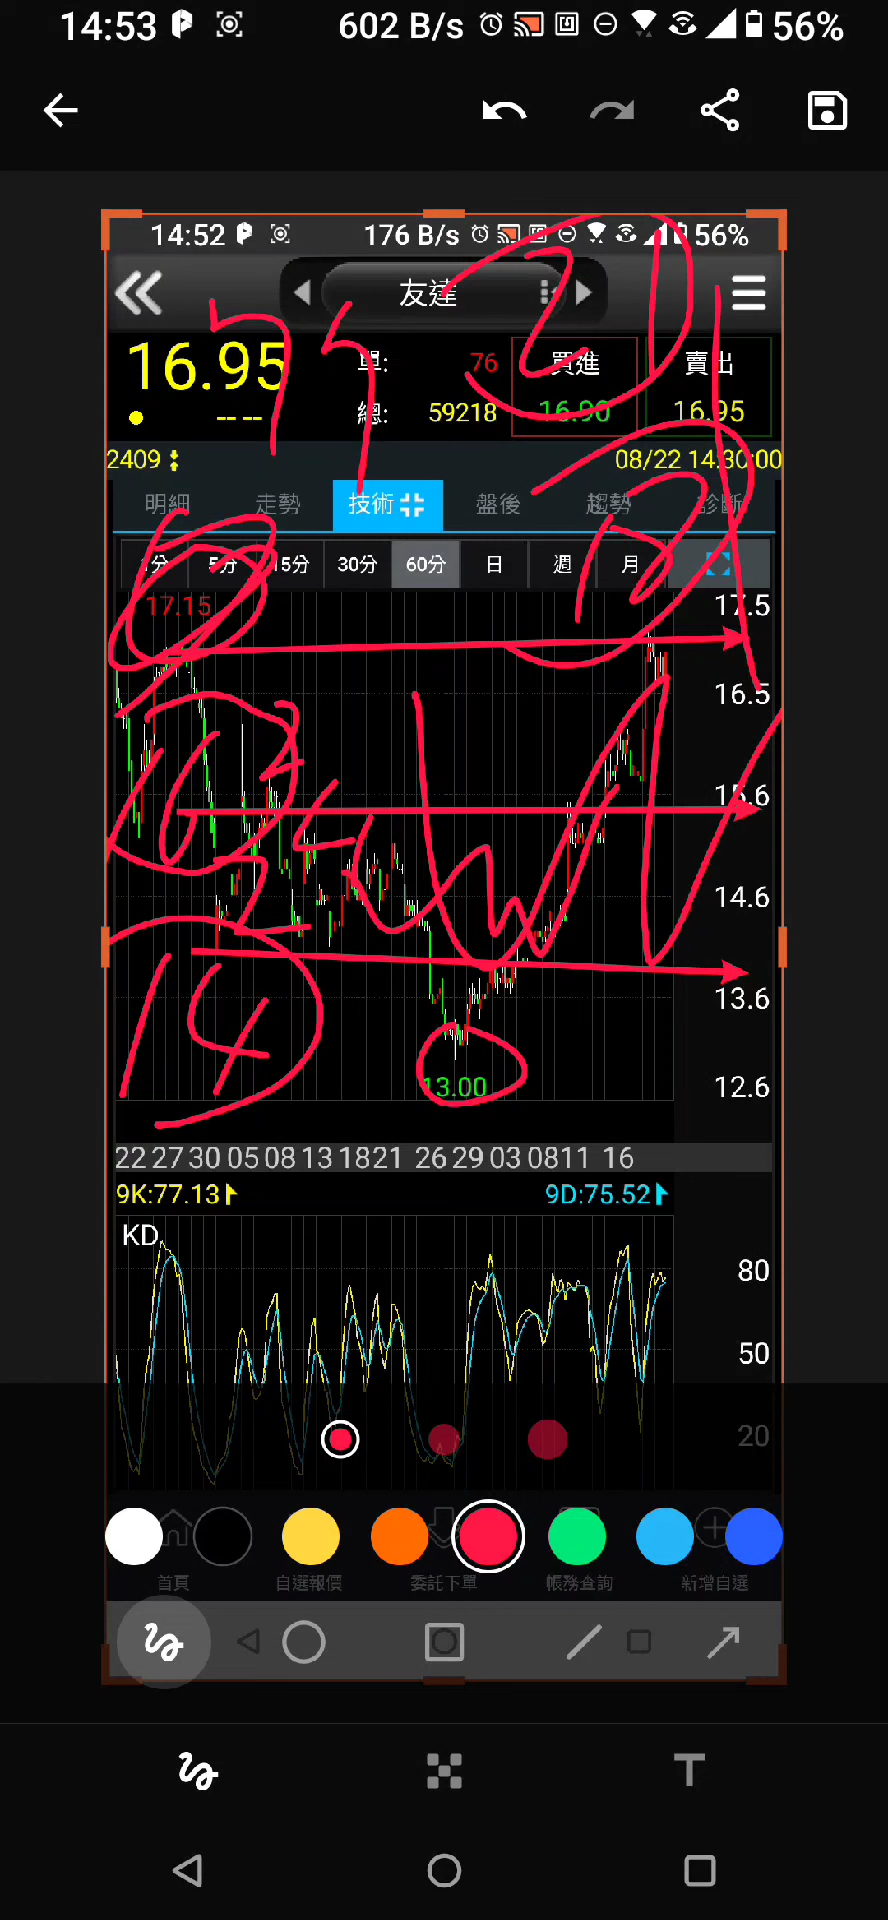 14:53 602 B/s 56%
14:52 176 B/s 56%
友達
16.95 單: 76 買進 賣出
-- -- 總: 59218 16.90 16.95
2409 08/22 14:30:00
明細 走勢 技術 盤後 趨勢 診斷
1分 5分 15分 30分 60分 日 週 月
17.15 17.5
16.5
15.6
14.6
13.6
13.00 12.6
22 27 30 05 08 13 18 21 26 29 03 08 11 16
9K:77.13 9D:75.52
KD
80
50
20
首頁 自選報價 委託下單 帳務查詢 新增自選
T